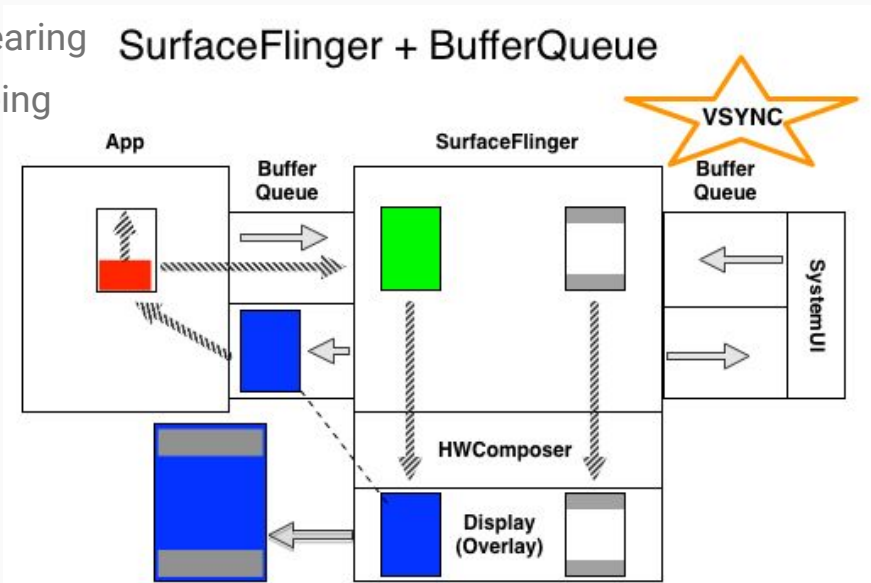 earing
ing
SurfaceFlinger + BufferQueue
VSYNC
App
SurfaceFlinger
Buffer
Queue
Buffer
Queue
SystemUI
HWComposer
Display
(Overlay)